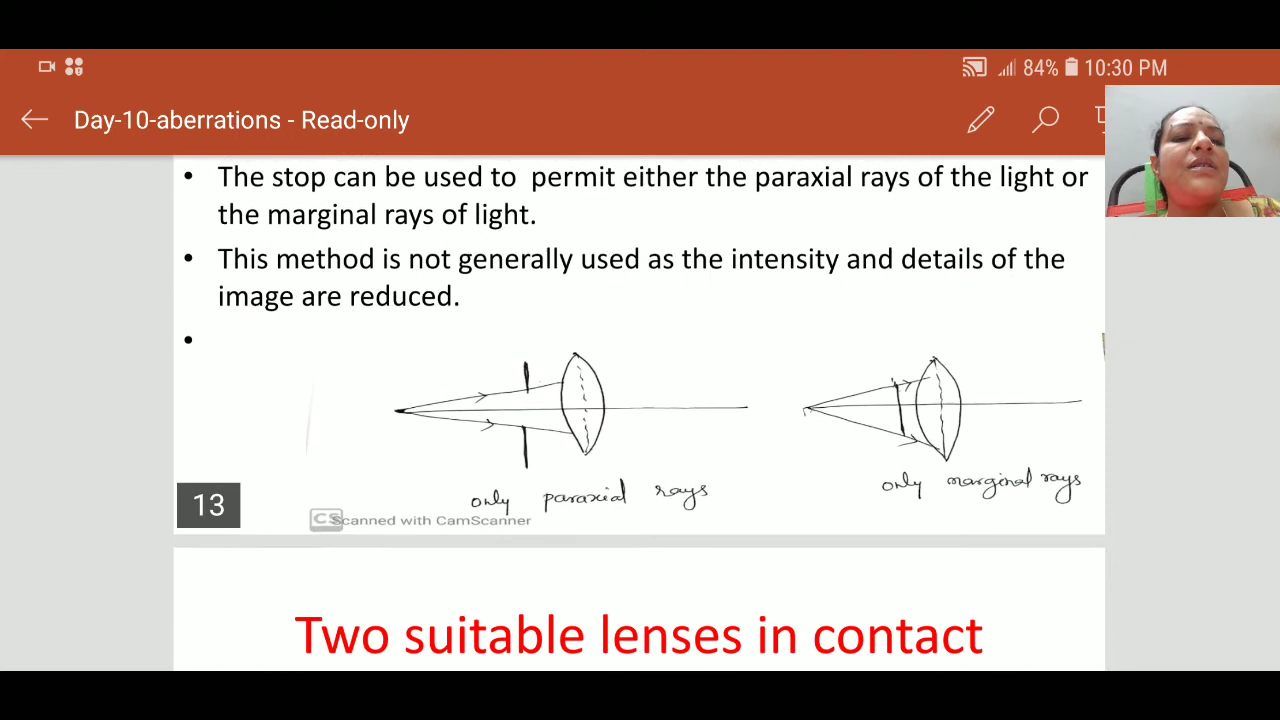 84% 10:30 PM
Day-10-aberrations - Read-only
• The stop can be used to permit either the paraxial rays of the light or
the marginal rays of light.
• This method is not generally used as the intensity and details of the
image are reduced.
•
only paraxial rays
only marginal rays
13
CS Scanned with CamScanner
Two suitable lenses in contact